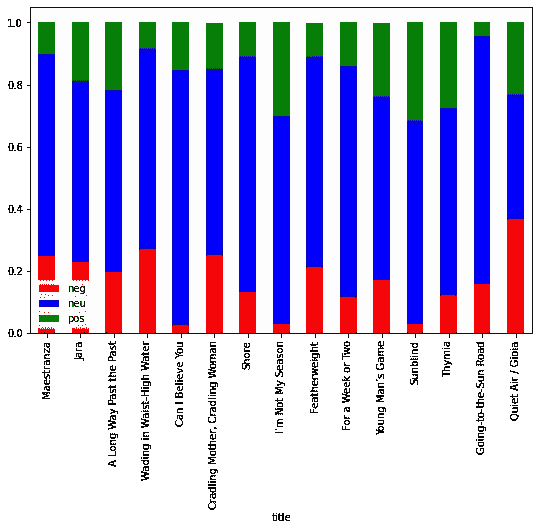 1.0
0.8
0.6
0.4
0.2
0.0
neg
neu
pos
Maestranza
Jara
A Long Way Past the Past
Wading in Waist-High Water
Can I Believe You
Cradling Mother, Cradling Woman
Shore
I'm Not My Season
Featherweight
For a Week or Two
Young Man's Game
Sunblind
Thymia
Going-to-the-Sun Road
Quiet Air / Gioia
title